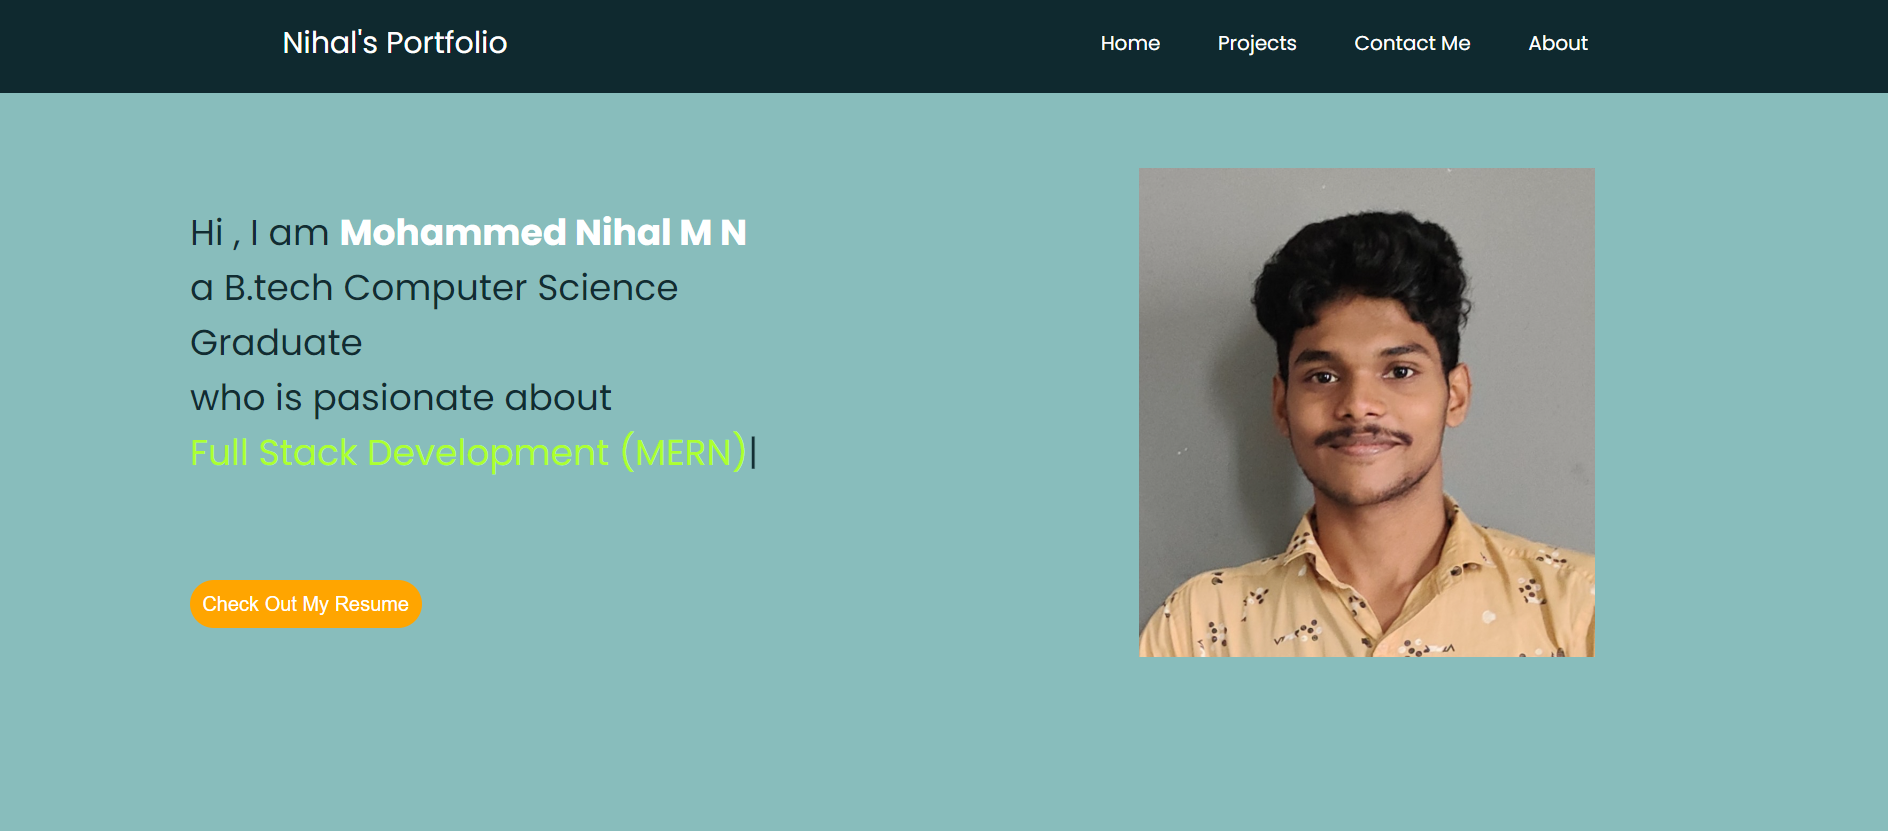 Nihal's Portfolio
Home Projects Contact Me About
Hi , I am Mohammed Nihal M N
a B.tech Computer Science
Graduate
who is pasionate about
Full Stack Development (MERN)|
Check Out My Resume